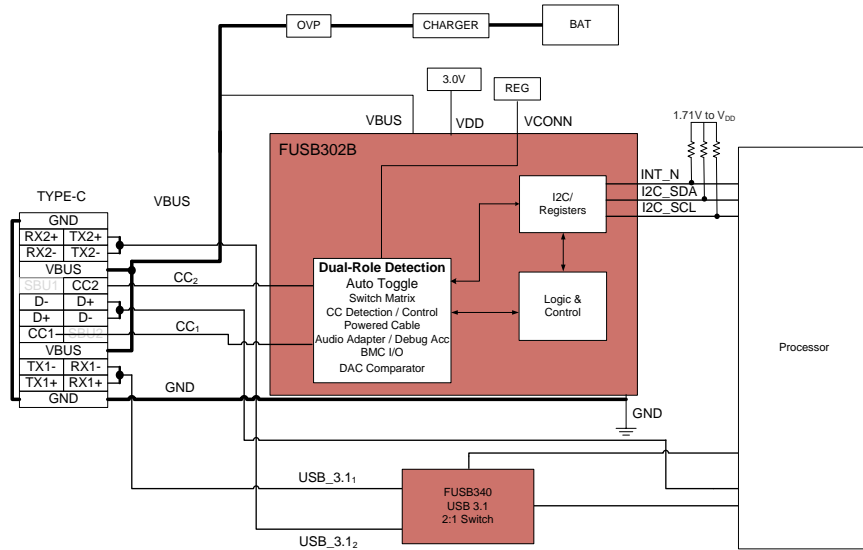 OVP
CHARGER
BAT
3.0V
REG
VBUS
VDD
VCONN
1.71V to VDD
FUSB302B
INT_N
I2C_SDA
I2C_SCL
I2C/
Registers
TYPE-C
VBUS
GND
RX2+ TX2+
RX2- TX2-
VBUS
SBU1 CC2
D- D+
D+ D-
CC1 SBU2
VBUS
TX1- RX1-
TX1+ RX1+
GND
CC2
CC1
GND
Dual-Role Detection
Auto Toggle
Switch Matrix
CC Detection / Control
Powered Cable
Audio Adapter / Debug Acc
BMC I/O
DAC Comparator
Logic &
Control
Processor
GND
USB_3.11
FUSB340
USB 3.1
2:1 Switch
USB_3.12